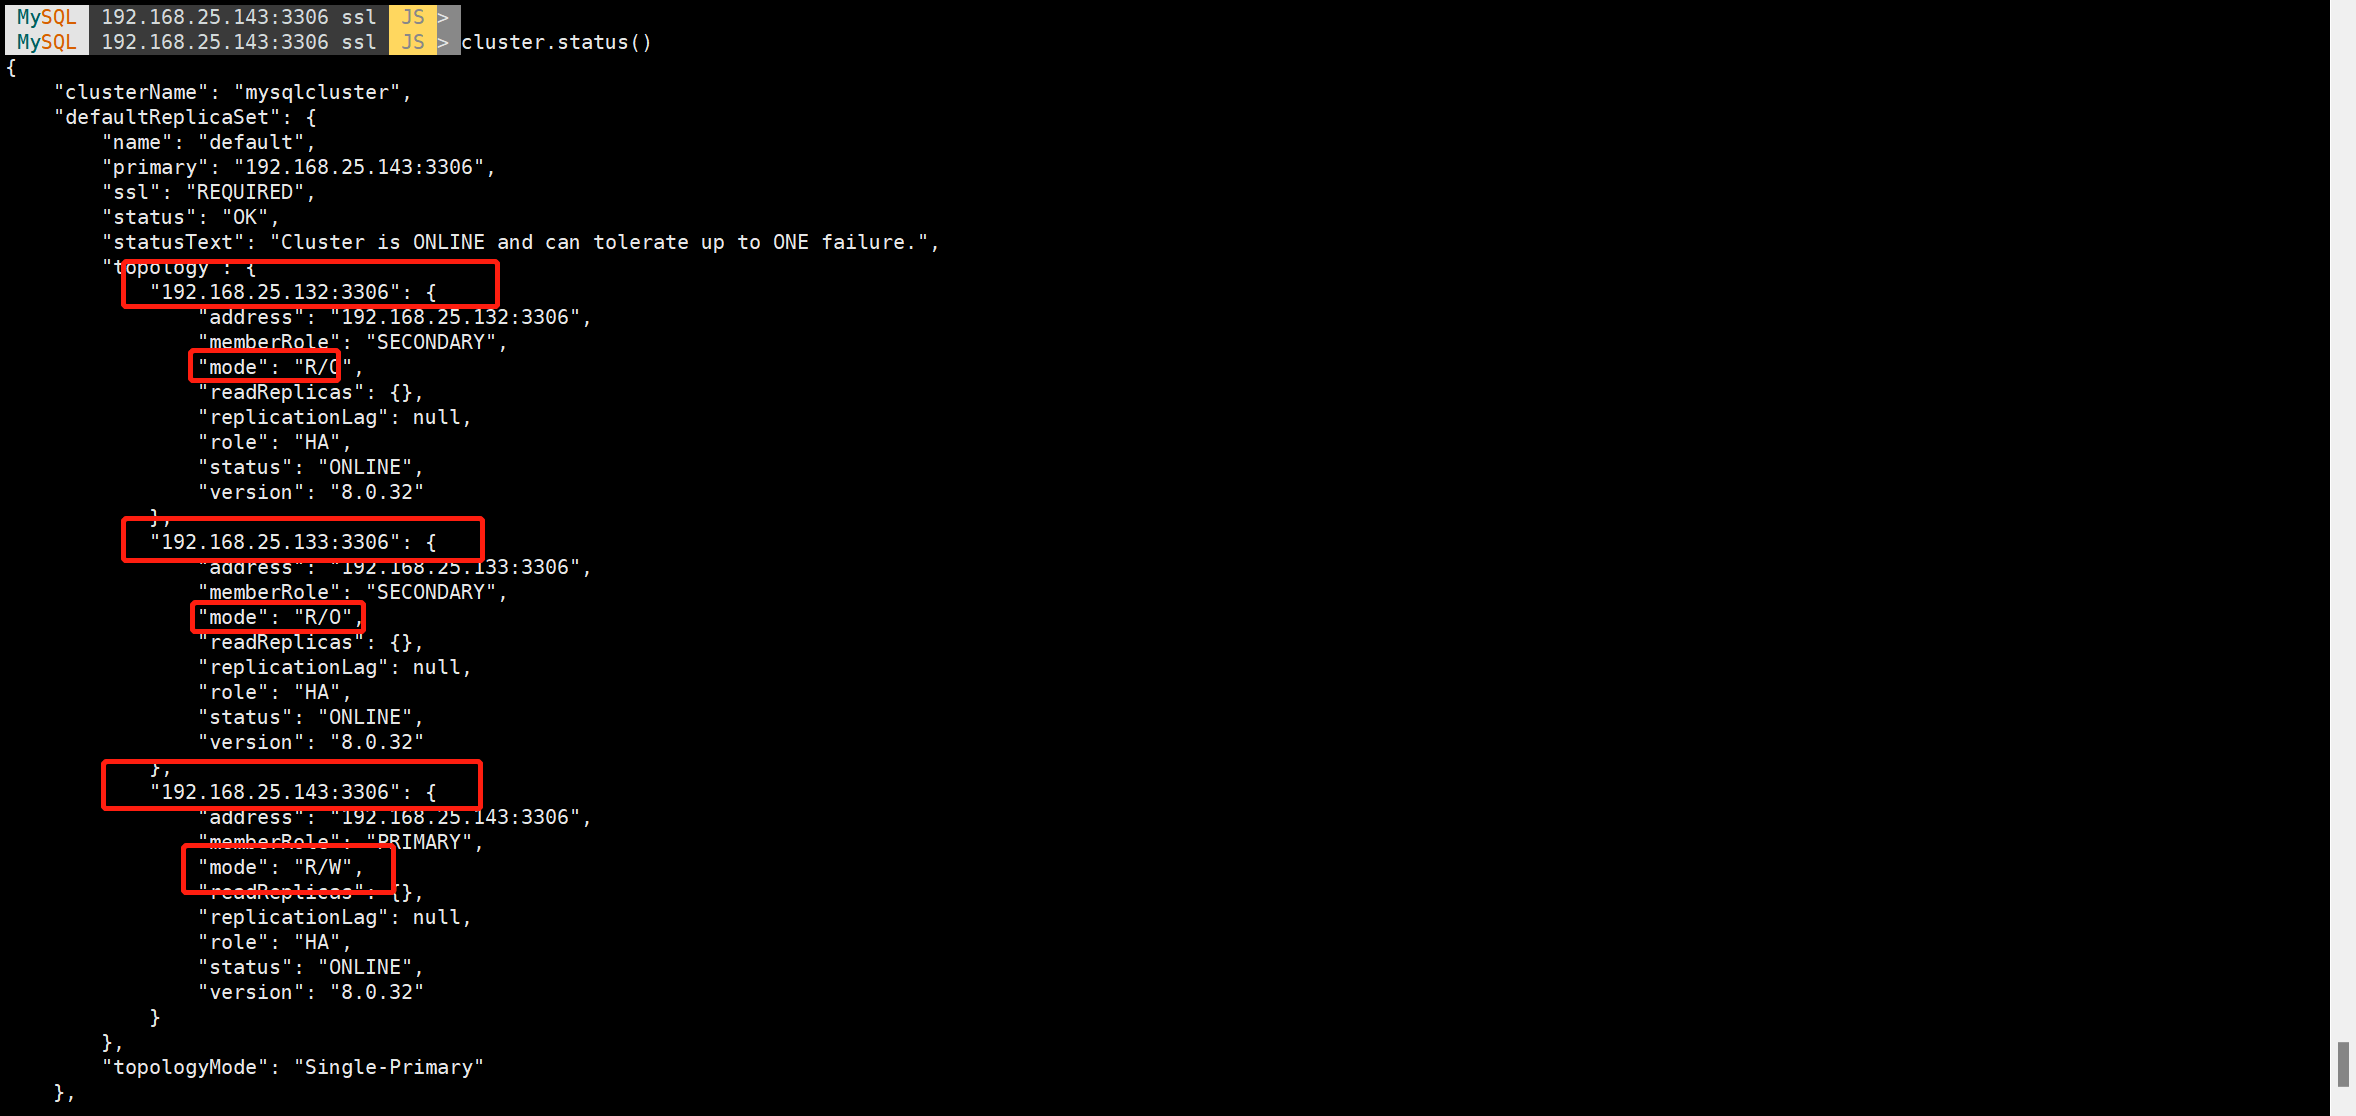 MySQL 192.168.25.143:3306 ssl JS >
MySQL 192.168.25.143:3306 ssl JS > cluster.status()
{
    "clusterName": "mysqlcluster",
    "defaultReplicaSet": {
        "name": "default",
        "primary": "192.168.25.143:3306",
        "ssl": "REQUIRED",
        "status": "OK",
        "statusText": "Cluster is ONLINE and can tolerate up to ONE failure.",
        "topology": {
            "192.168.25.132:3306": {
                "address": "192.168.25.132:3306",
                "memberRole": "SECONDARY",
                "mode": "R/O",
                "readReplicas": {},
                "replicationLag": null,
                "role": "HA",
                "status": "ONLINE",
                "version": "8.0.32"
            },
            "192.168.25.133:3306": {
                "address": "192.168.25.133:3306",
                "memberRole": "SECONDARY",
                "mode": "R/O",
                "readReplicas": {},
                "replicationLag": null,
                "role": "HA",
                "status": "ONLINE",
                "version": "8.0.32"
            },
            "192.168.25.143:3306": {
                "address": "192.168.25.143:3306",
                "memberRole": "PRIMARY",
                "mode": "R/W",
                "readReplicas": {},
                "replicationLag": null,
                "role": "HA",
                "status": "ONLINE",
                "version": "8.0.32"
            }
        },
        "topologyMode": "Single-Primary"
    },